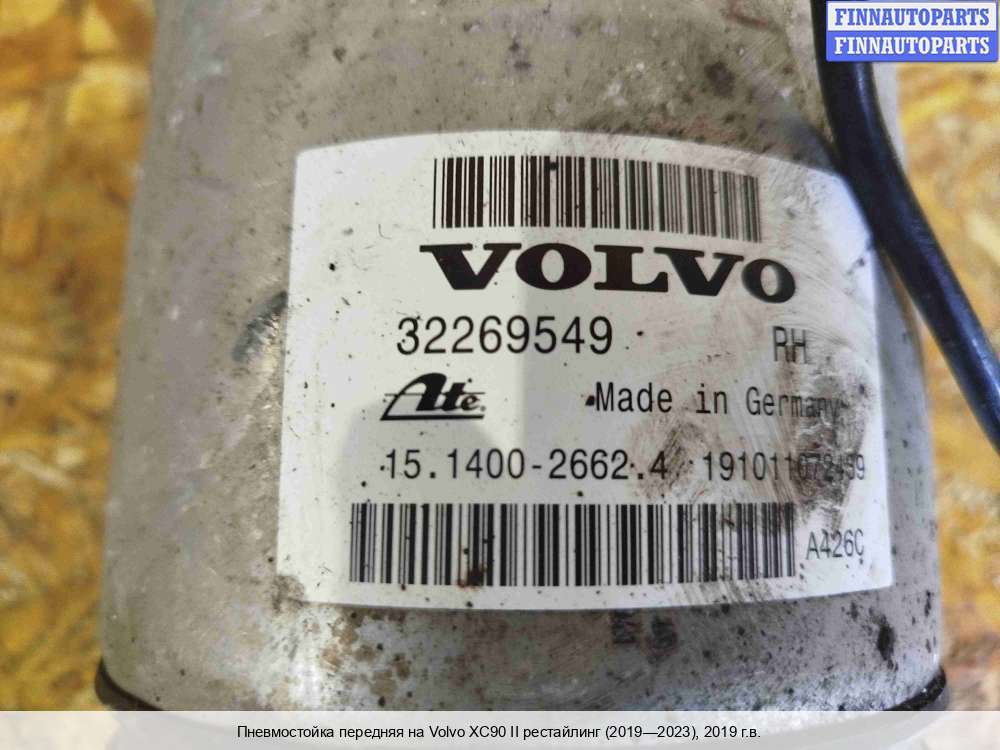 FINNAUTOPARTS
FINNAUTOPARTS
VOLVO
32269549
RH
Ate
Made in Germany
15.1400-2662.4
A426C
Пневмостойка передняя на Volvo XC90 II рестайлинг (2019—2023), 2019 г.в.